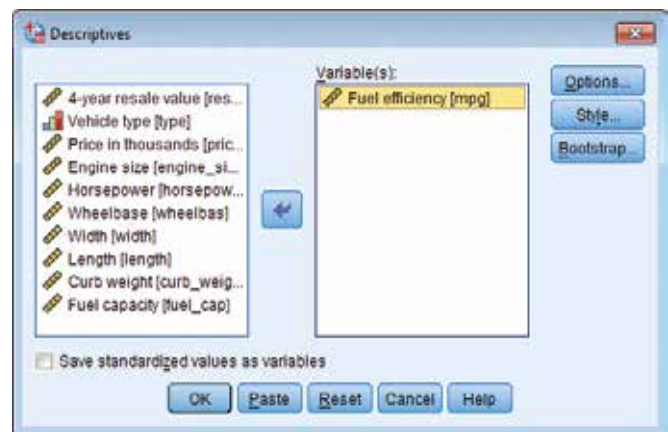 Descriptives
Variable(s):
4-year resale value [res...
Vehicle type [type]
Price in thousands [pric...
Engine size [engine_si...
Horsepower [horsepow...
Wheelbase [wheelbas]
Width [width]
Length [length]
Curb weight [curb_weig...
Fuel capacity [fuel_cap]
Fuel efficiency [mpg]
Options...
Style...
Bootstrap...
Save standardized values as variables
OK Paste Reset Cancel Help